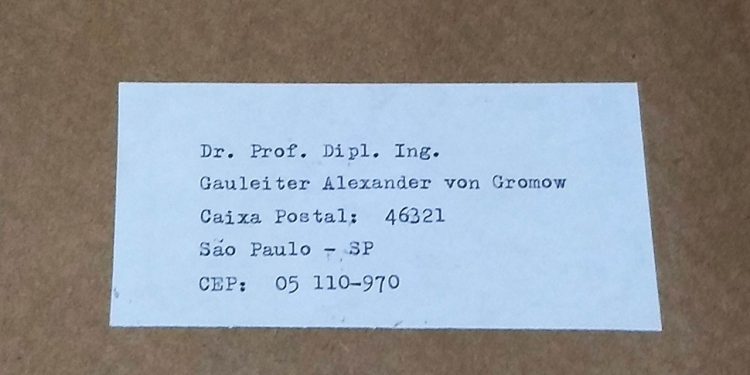 Dr. Prof. Dipl. Ing.
Gauleiter Alexander von Gromow
Caixa Postal: 46321
São Paulo - SP
CEP: 05 110-970